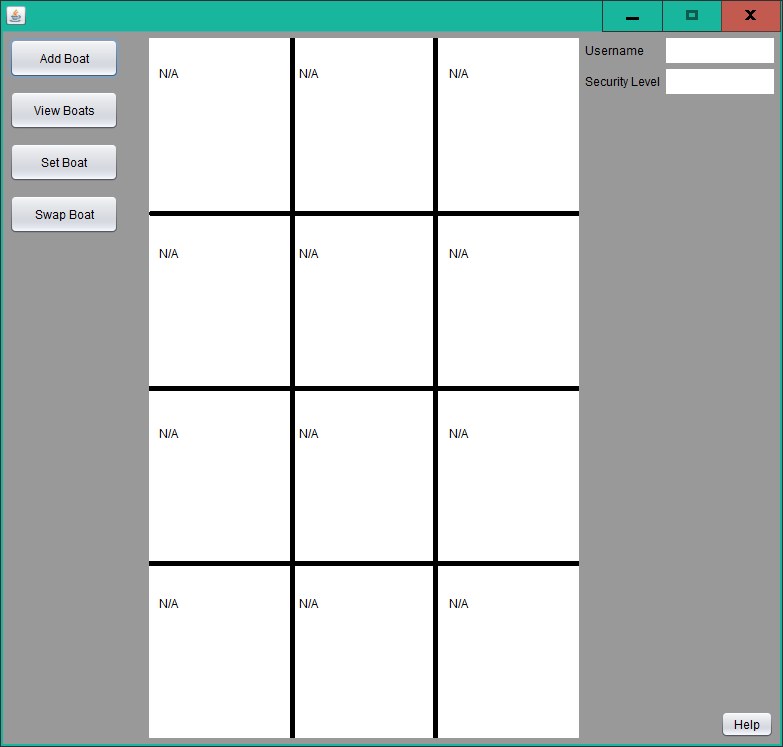 Add Boat
View Boats
Set Boat
Swap Boat
N/A N/A N/A
N/A N/A N/A
N/A N/A N/A
N/A N/A N/A
Username
Security Level
Help